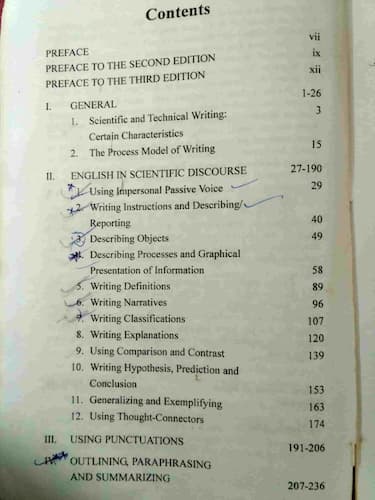 Contents
PREFACE vii
PREFACE TO THE SECOND EDITION ix
PREFACE TO THE THIRD EDITION xii
I. GENERAL 1-26
1. Scientific and Technical Writing: 3
Certain Characteristics
2. The Process Model of Writing 15
II. ENGLISH IN SCIENTIFIC DISCOURSE 27-190
1. Using Impersonal Passive Voice 29
2. Writing Instructions and Describing/
Reporting 40
3. Describing Objects 49
4. Describing Processes and Graphical
Presentation of Information 58
5. Writing Definitions 89
6. Writing Narratives 96
7. Writing Classifications 107
8. Writing Explanations 120
9. Using Comparison and Contrast 139
10. Writing Hypothesis, Prediction and
Conclusion 153
11. Generalizing and Exemplifying 163
12. Using Thought-Connectors 174
III. USING PUNCTUATIONS 191-206
IV. OUTLINING, PARAPHRASING
AND SUMMARIZING 207-236